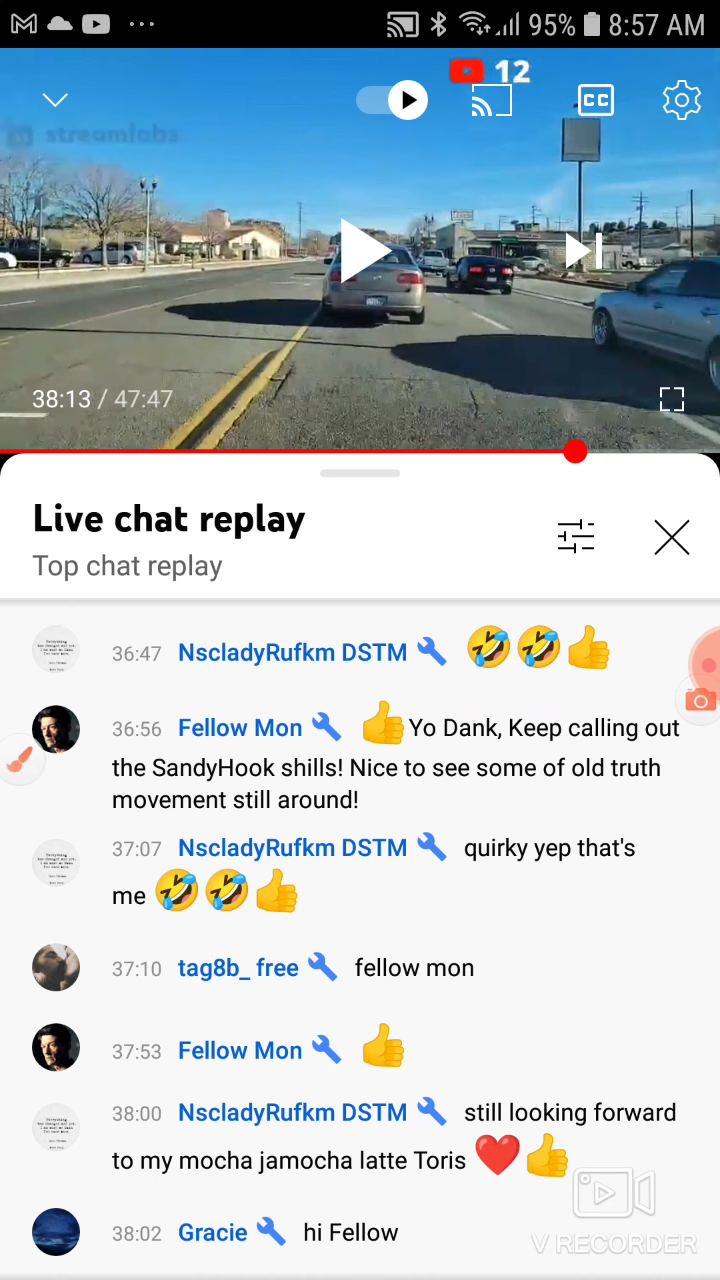 95% 8:57 AM
12
CC
streamlabs
38:13 / 47:47
Live chat replay
Top chat replay
36:47 NscladyRufkm DSTM 🔧 🤣🤣👍
36:56 Fellow Mon 🔧 👍Yo Dank, Keep calling out
the SandyHook shills! Nice to see some of old truth
movement still around!
37:07 NscladyRufkm DSTM 🔧 quirky yep that's
me 🤣🤣👍
37:10 tag8b_ free 🔧 fellow mon
37:53 Fellow Mon 🔧 👍
38:00 NscladyRufkm DSTM 🔧 still looking forward
to my mocha jamocha latte Toris ❤️👍
38:02 Gracie 🔧 hi Fellow
V RECORDER